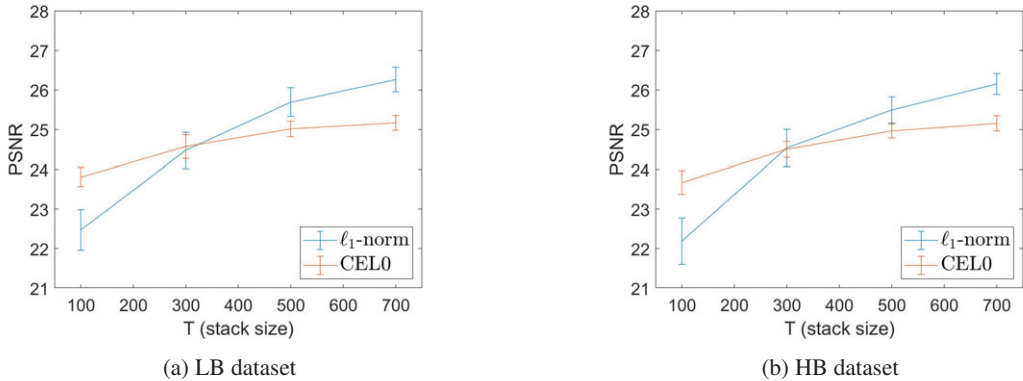 28
27
26
25
24
23
22
21
PSNR
100 200 300 400 500 600 700
T (stack size)
ℓ₁-norm
CEL0
(a) LB dataset
28
27
26
25
24
23
22
21
PSNR
100 200 300 400 500 600 700
T (stack size)
ℓ₁-norm
CEL0
(b) HB dataset